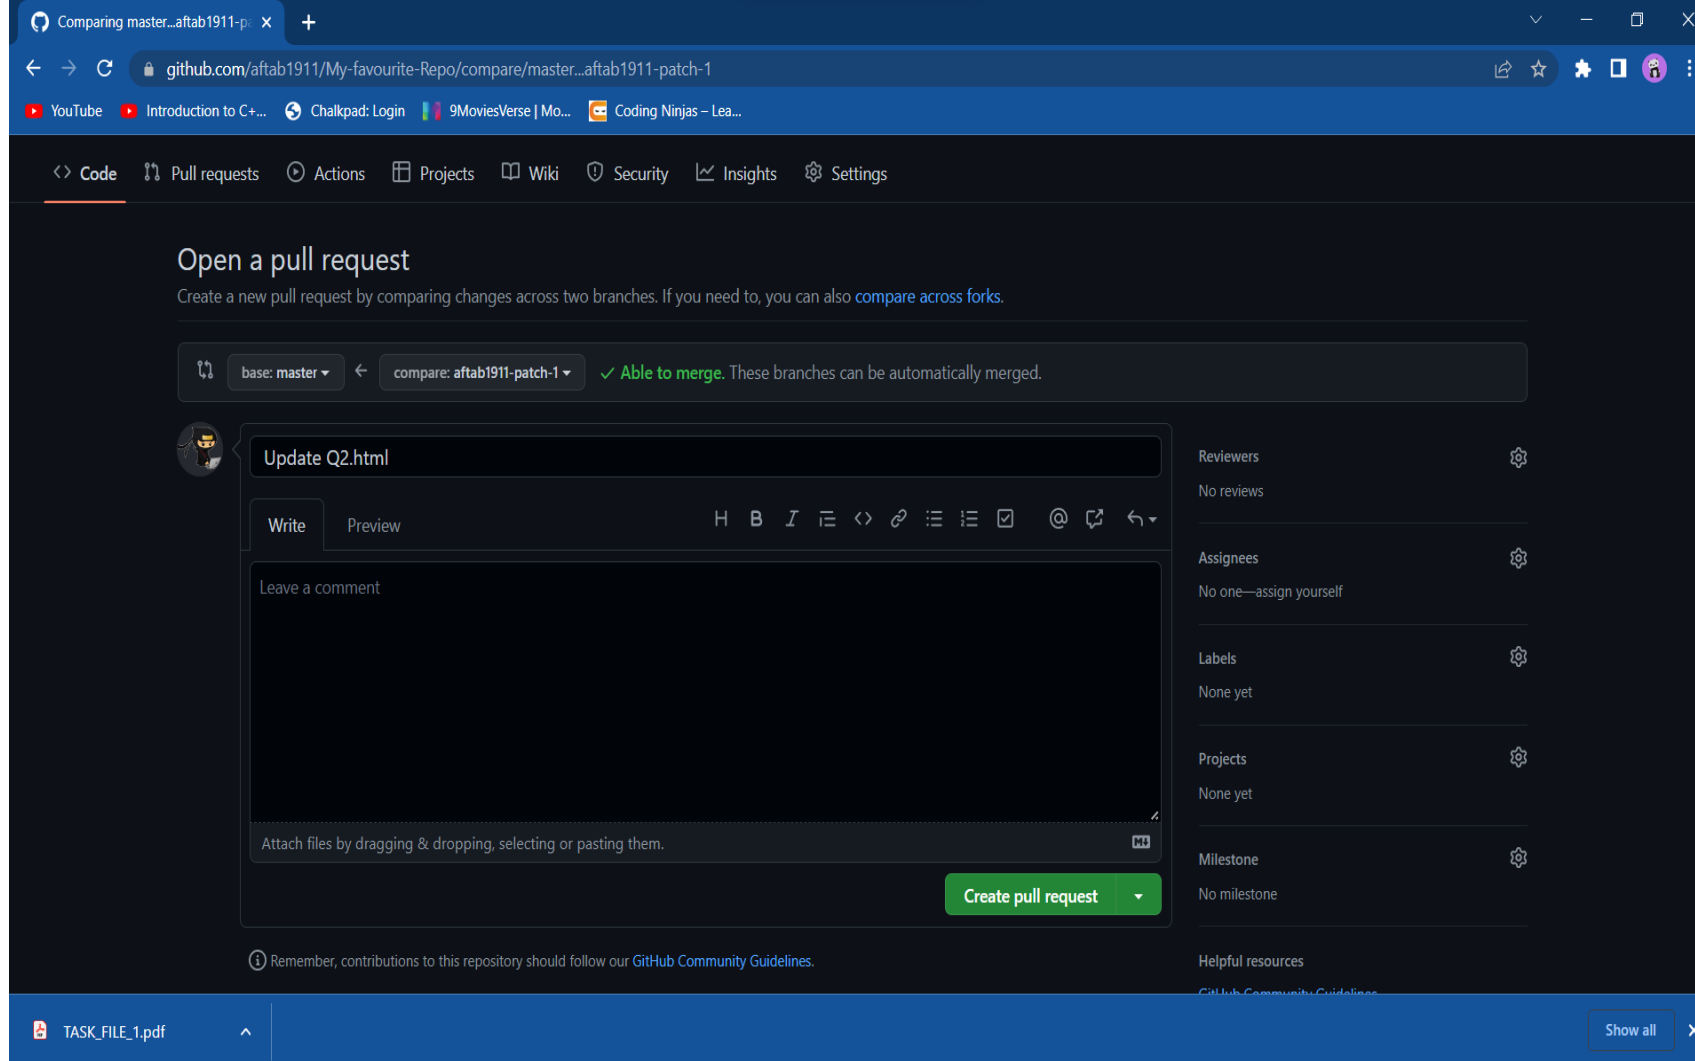 Comparing master...aftab1911-p
github.com/aftab1911/My-favourite-Repo/compare/master...aftab1911-patch-1
YouTube Introduction to C+... Chalkpad: Login 9MoviesVerse | Mo... Coding Ninjas – Lea...
Code Pull requests Actions Projects Wiki Security Insights Settings
Open a pull request
Create a new pull request by comparing changes across two branches. If you need to, you can also compare across forks.
base: master compare: aftab1911-patch-1 Able to merge. These branches can be automatically merged.
Update Q2.html
Write Preview
Leave a comment
Attach files by dragging & dropping, selecting or pasting them.
Create pull request
Remember, contributions to this repository should follow our GitHub Community Guidelines.
Reviewers
No reviews
Assignees
No one—assign yourself
Labels
None yet
Projects
None yet
Milestone
No milestone
Helpful resources
GitHub Community Guidelines
TASK_FILE_1.pdf
Show all